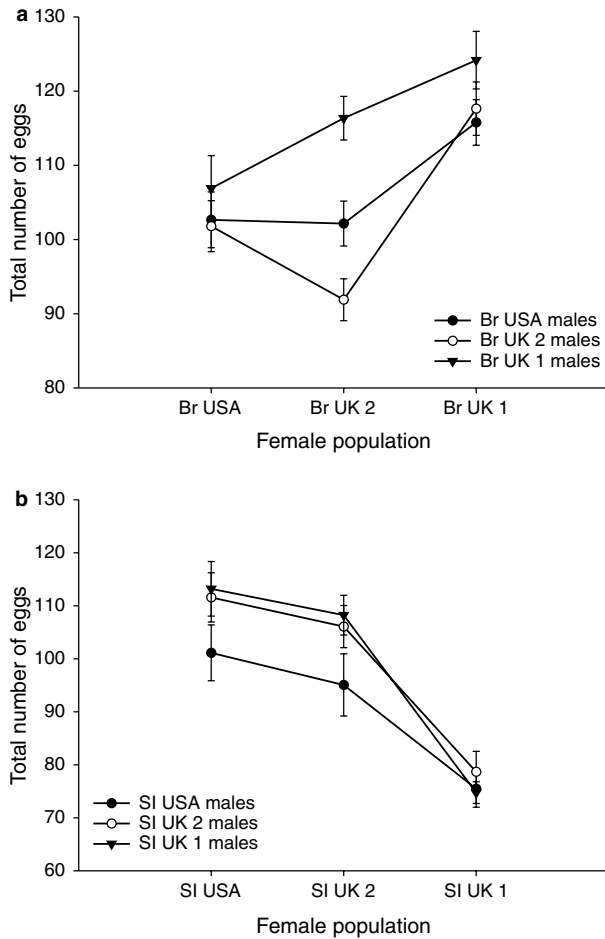 a
130
120
110
100
90
80
Total number of eggs
Br USA males
Br UK 2 males
Br UK 1 males
Br USA Br UK 2 Br UK 1
Female population
b
130
120
110
100
90
80
70
60
Total number of eggs
SI USA males
SI UK 2 males
SI UK 1 males
SI USA SI UK 2 SI UK 1
Female population